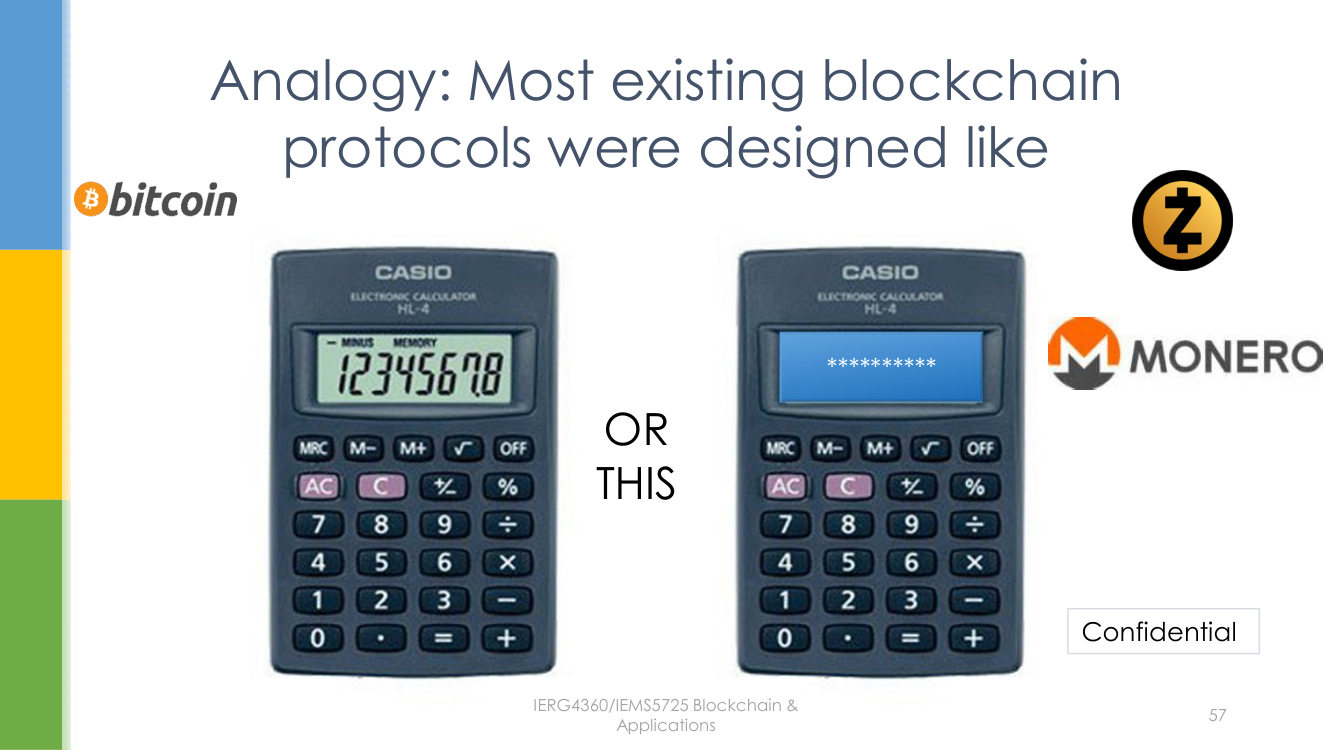 Analogy: Most existing blockchain
protocols were designed like
bitcoin
CASIO
ELECTRONIC CALCULATOR
HL-4
– MINUS MEMORY
1234567.8
MRC M– M+ √ OFF
AC C +/– % 
7 8 9 ÷
4 5 6 ×
1 2 3 –
0 · = +
OR
THIS
CASIO
ELECTRONIC CALCULATOR
HL-4
**********
MRC M– M+ √ OFF
AC C +/– %
7 8 9 ÷
4 5 6 ×
1 2 3 –
0 · = +
MONERO
Confidential
IERG4360/IEMS5725 Blockchain &
Applications
57